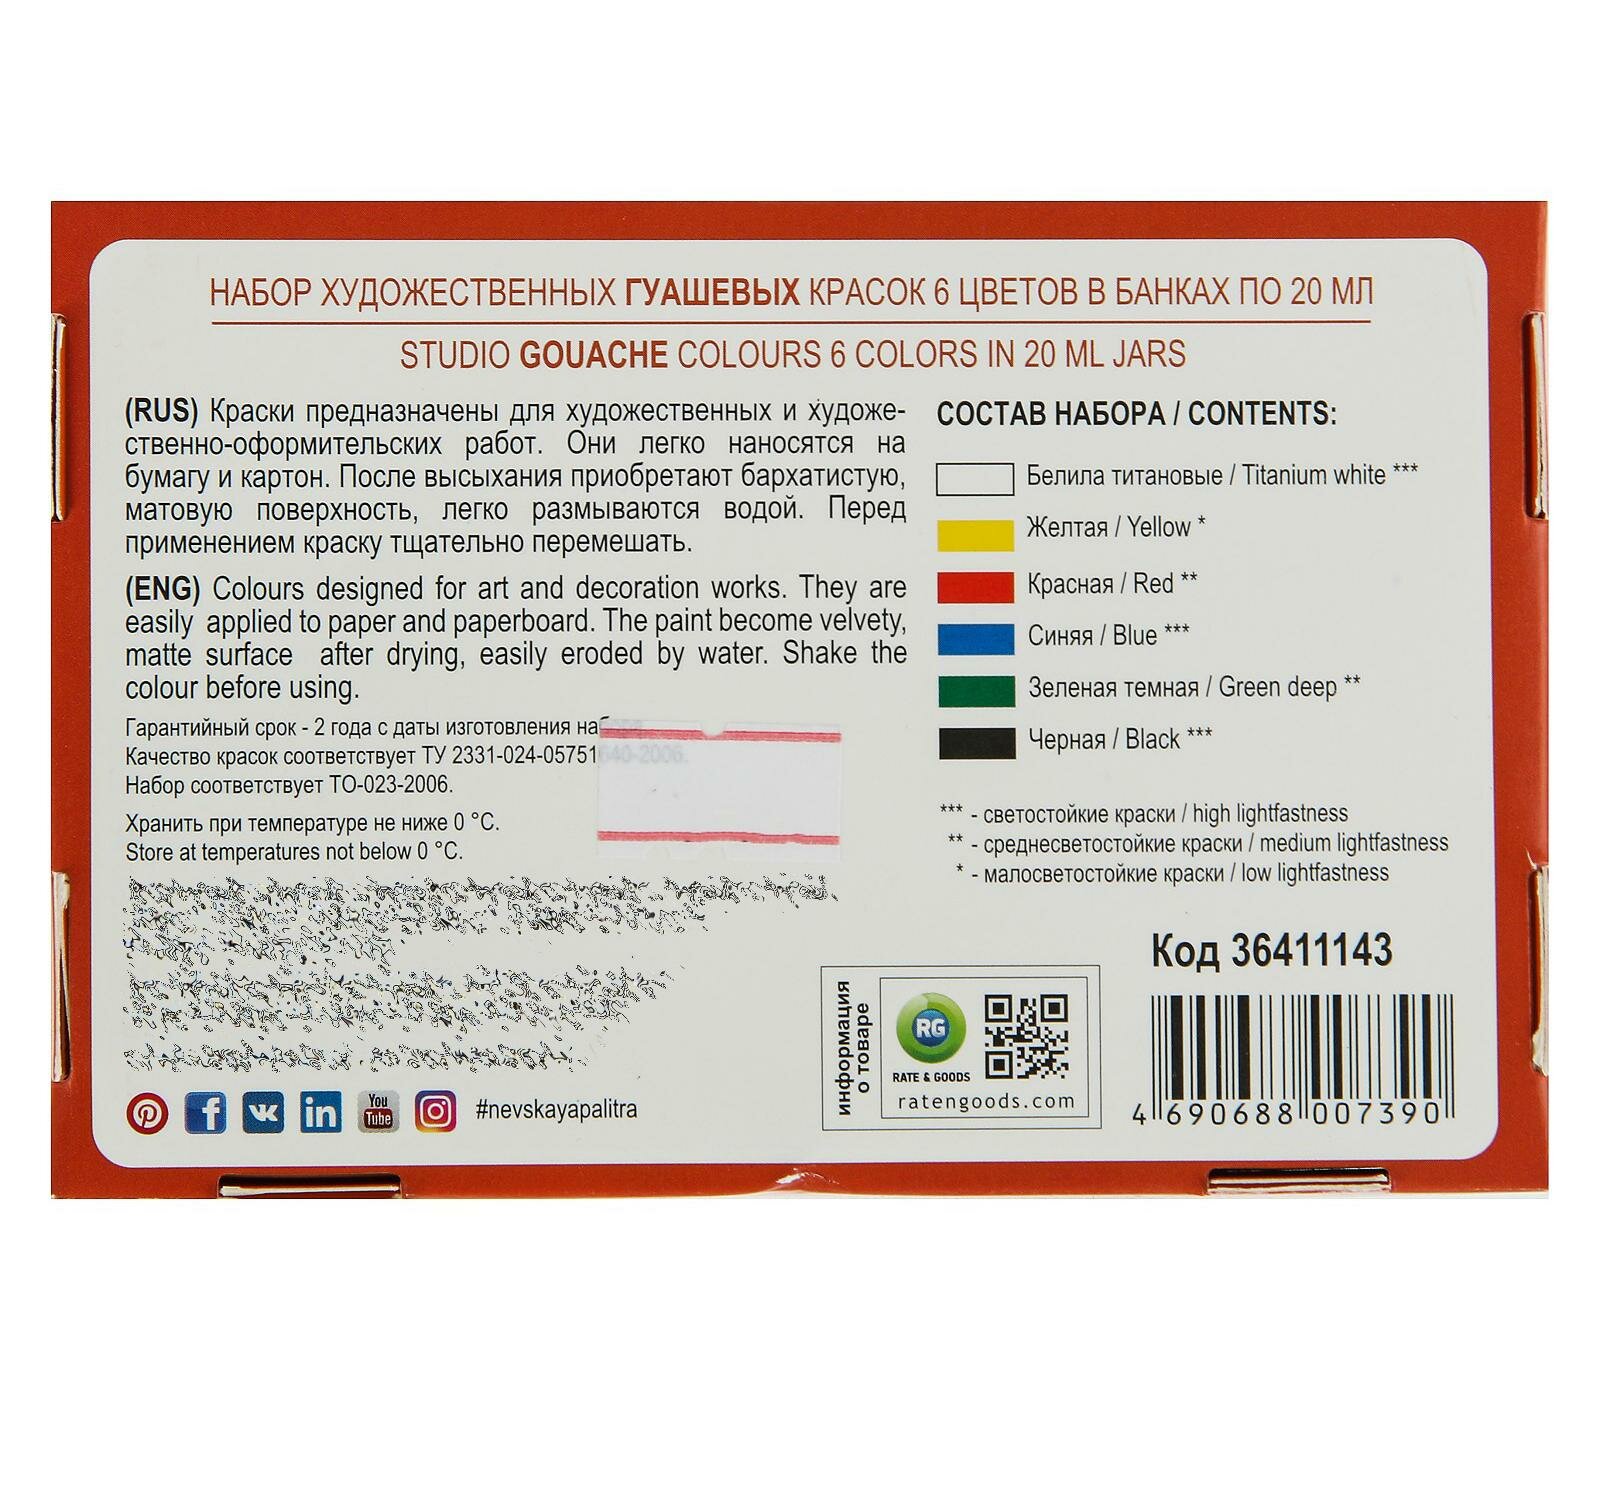 НАБОР ХУДОЖЕСТВЕННЫХ ГУАШЕВЫХ КРАСОК 6 ЦВЕТОВ В БАНКАХ ПО 20 МЛ
STUDIO GOUACHE COLOURS 6 COLORS IN 20 ML JARS
(RUS) Краски предназначены для художественных и художе-
ственно-оформительских работ. Они легко наносятся на
бумагу и картон. После высыхания приобретают бархатистую,
матовую поверхность, легко размываются водой. Перед
применением краску тщательно перемешать.
(ENG) Colours designed for art and decoration works. They are
easily applied to paper and paperboard. The paint become velvety,
matte surface after drying, easily eroded by water. Shake the
colour before using.
Гарантийный срок - 2 года с даты изготовления набора.
Качество красок соответствует ТУ 2331-024-05751640-2006.
Набор соответствует ТО-023-2006.
Хранить при температуре не ниже 0 °C.
Store at temperatures not below 0 °C.
You
Tube
#nevskayapalitra
СОСТАВ НАБОРА / CONTENTS:
Белила титановые / Titanium white ***
Желтая / Yellow *
Красная / Red **
Синяя / Blue ***
Зеленая темная / Green deep **
Черная / Black ***
*** - светостойкие краски / high lightfastness
** - среднесветостойкие краски / medium lightfastness
* - малосветостойкие краски / low lightfastness
информация
о товаре
RG
RATE & GOODS
ratengoods.com
Код 36411143
4 690688 007390